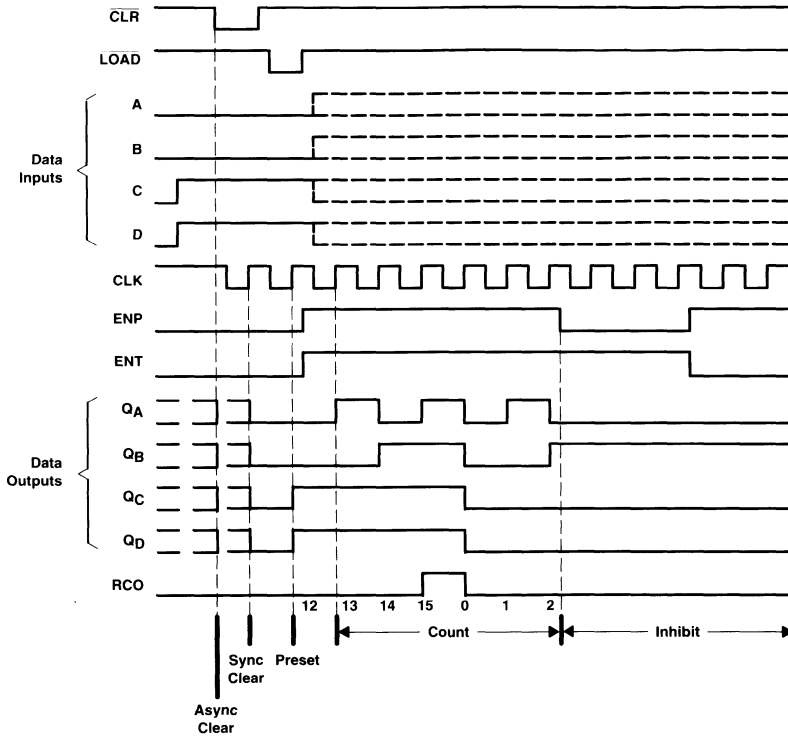 CLR
LOAD
A
B
Data
Inputs
C
D
CLK
ENP
ENT
QA
QB
Data
Outputs
QC
QD
RCO
12 13 14 15 0 1 2
Count Inhibit
Sync
Clear
Preset
Async
Clear